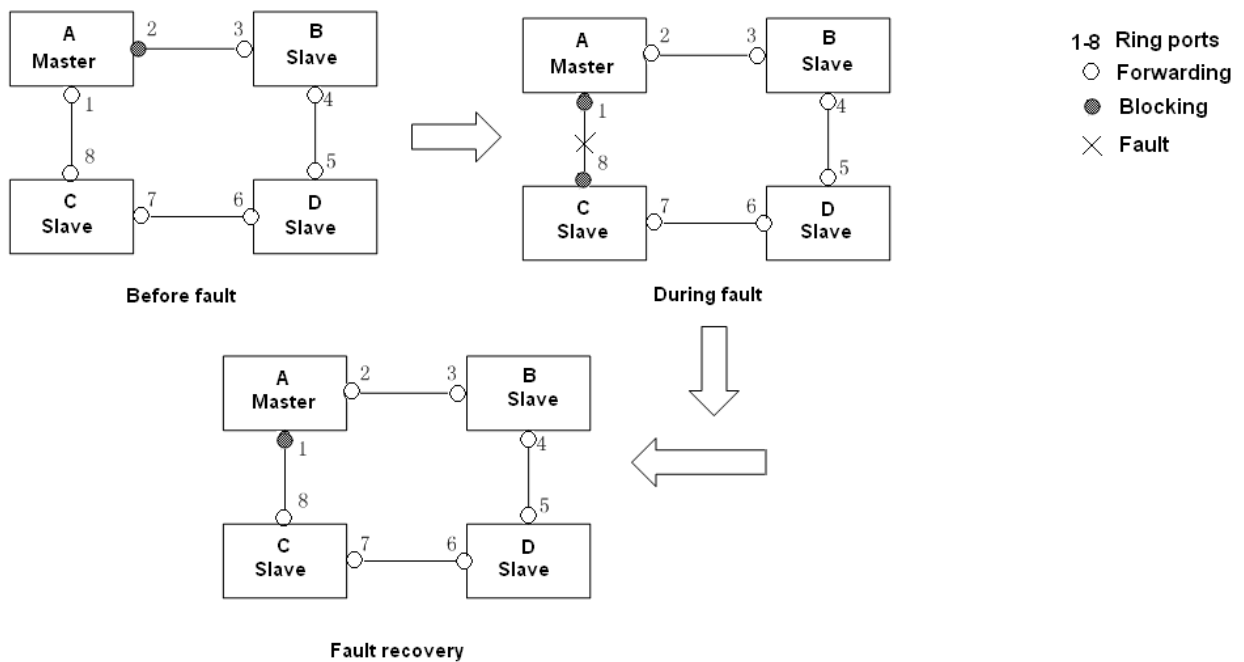 A
Master
2
3
B
Slave
1
4
8
5
C
Slave
7
6
D
Slave
Before fault
A
Master
2
3
B
Slave
1
4
8
5
C
Slave
7
6
D
Slave
During fault
1-8 Ring ports
Forwarding
Blocking
Fault
A
Master
2
3
B
Slave
1
4
8
5
C
Slave
7
6
D
Slave
Fault recovery